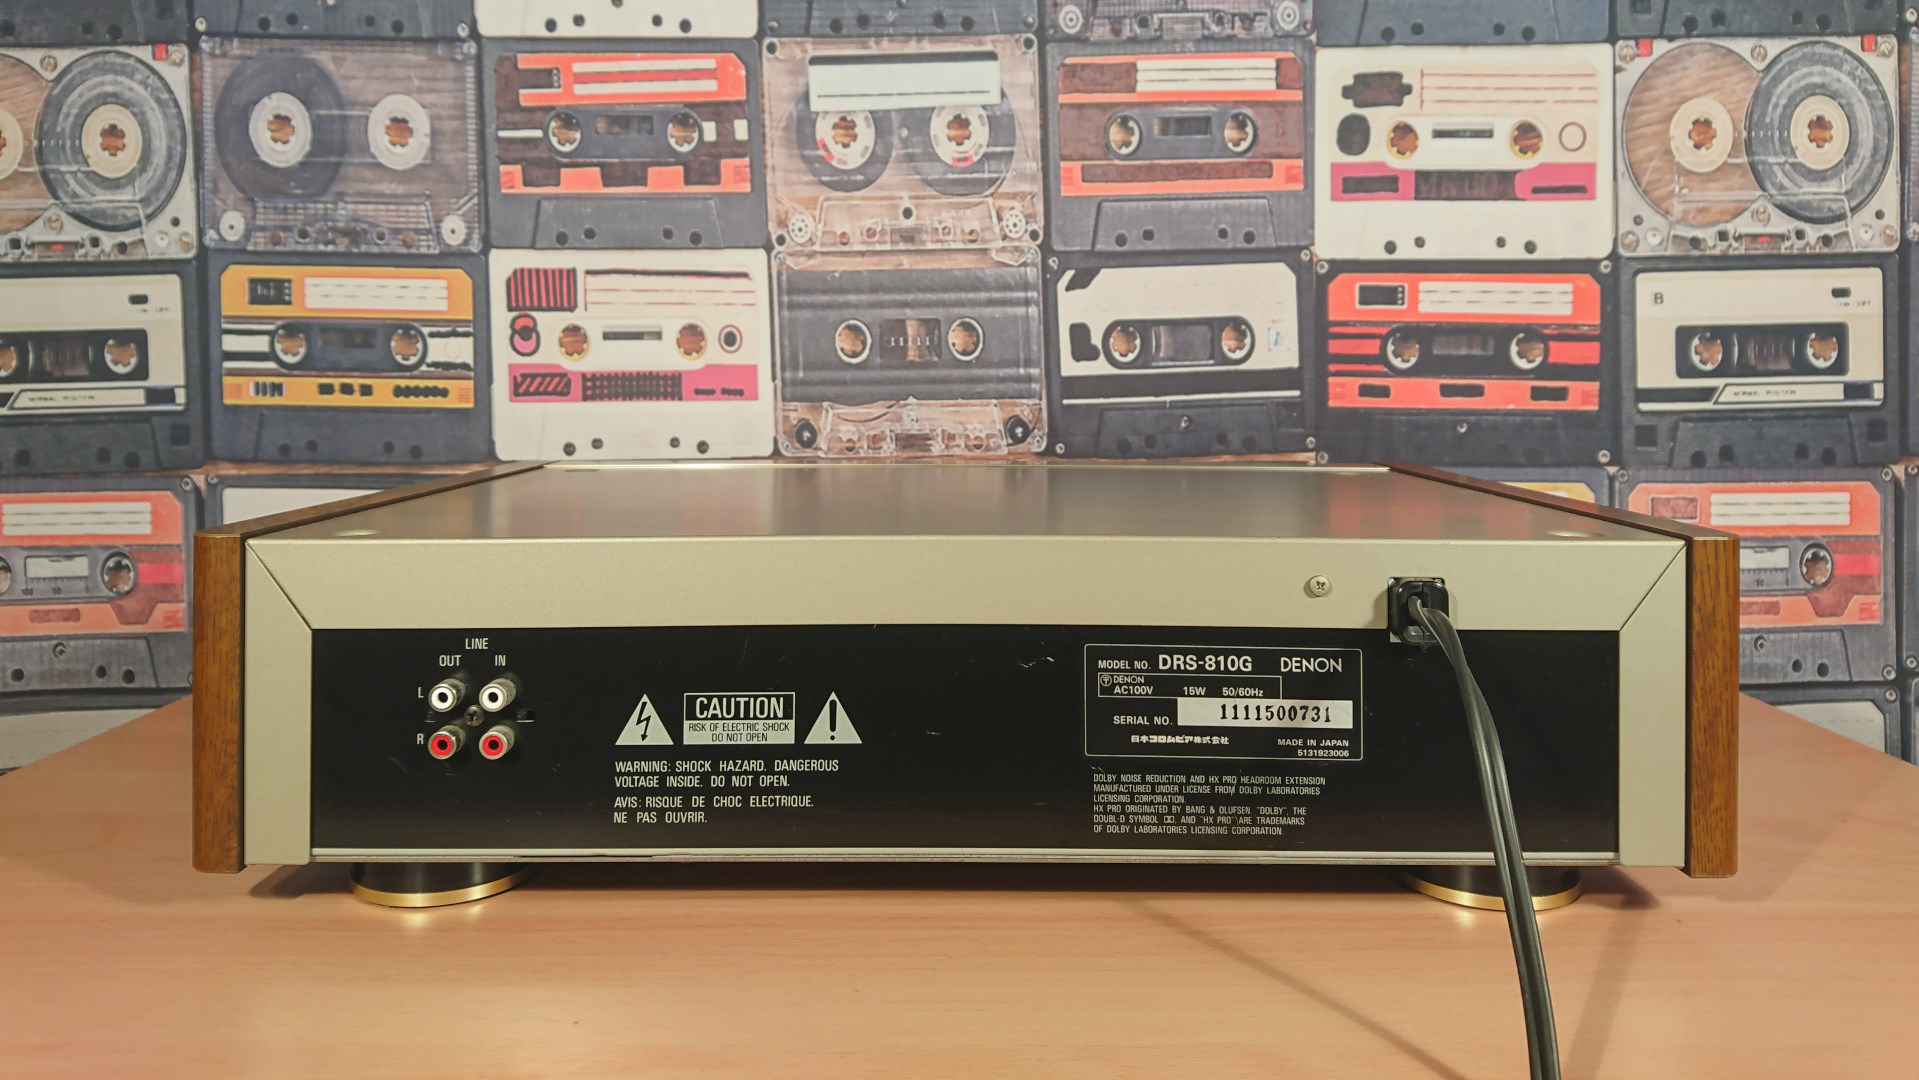 B
LINE
OUT IN
L
R
CAUTION
RISK OF ELECTRIC SHOCK
DO NOT OPEN
WARNING: SHOCK HAZARD. DANGEROUS
VOLTAGE INSIDE. DO NOT OPEN.
AVIS: RISQUE DE CHOC ELECTRIQUE.
NE PAS OUVRIR.
MODEL NO. DRS-810G DENON
DENON
AC100V 15W 50/60Hz
SERIAL NO. 1111500731
日本コロムビア株式会社 MADE IN JAPAN
5131923006
DOLBY NOISE REDUCTION AND HX PRO HEADROOM EXTENSION
MANUFACTURED UNDER LICENSE FROM DOLBY LABORATORIES
LICENSING CORPORATION.
HX PRO ORIGINATED BY BANG & OLUFSEN "DOLBY", THE
DOUBL-D SYMBOL AND "HX PRO" ARE TRADEMARKS
OF DOLBY LABORATORIES LICENSING CORPORATION.